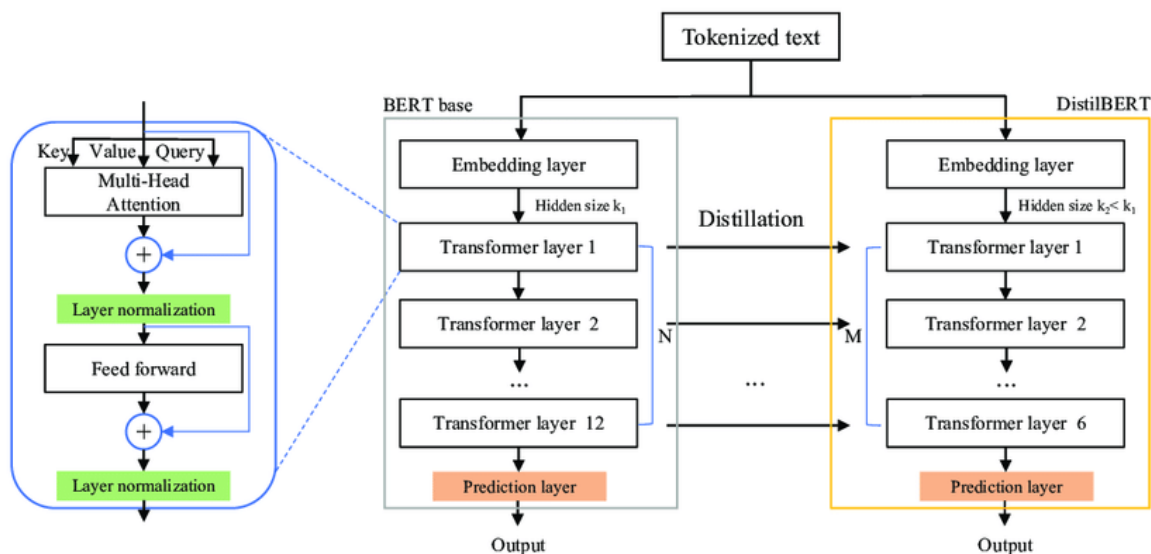 Tokenized text
BERT base
DistilBERT
Key Value Query
Multi-Head
Attention
+
Layer normalization
Feed forward
+
Layer normalization
Embedding layer
Hidden size k₁
Transformer layer 1
Transformer layer 2
...
Transformer layer 12
Prediction layer
Output
N
Distillation
...
M
Embedding layer
Hidden size k₂< k₁
Transformer layer 1
Transformer layer 2
...
Transformer layer 6
Prediction layer
Output